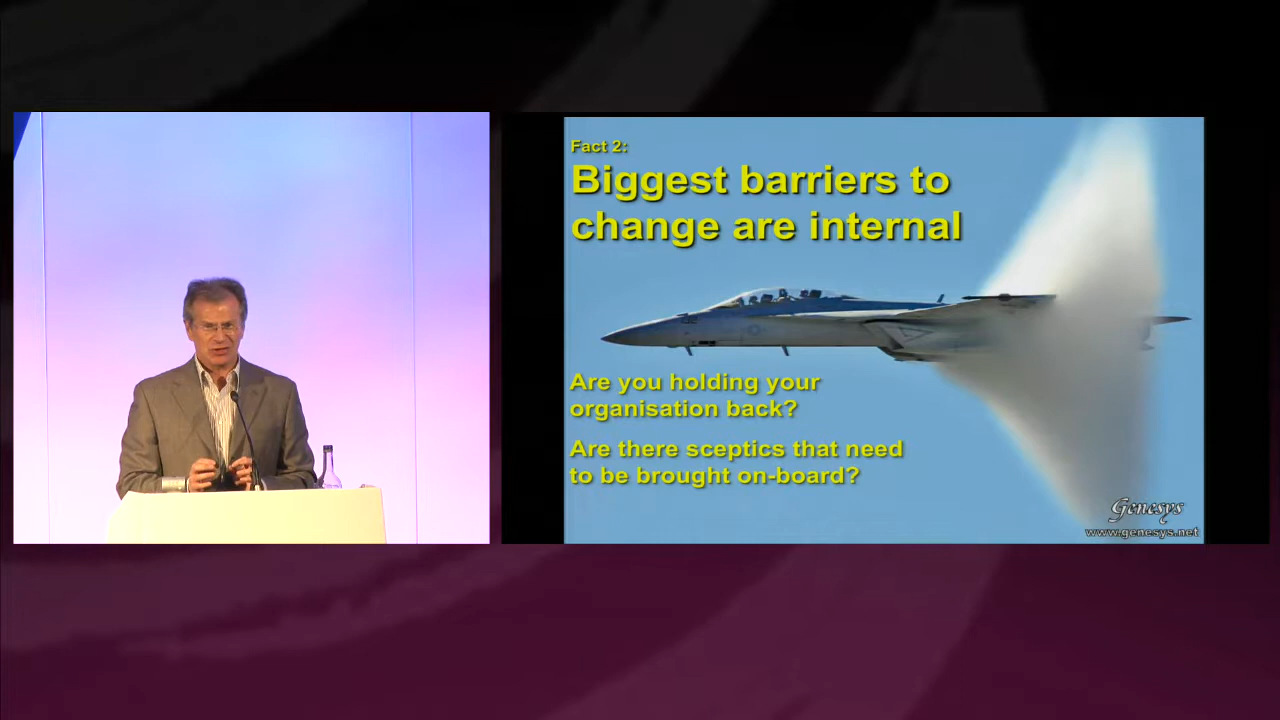 Fact 2:
Biggest barriers to
change are internal
Are you holding your
organisation back?
Are there sceptics that need
to be brought on-board?
Genesys
www.genesys.net